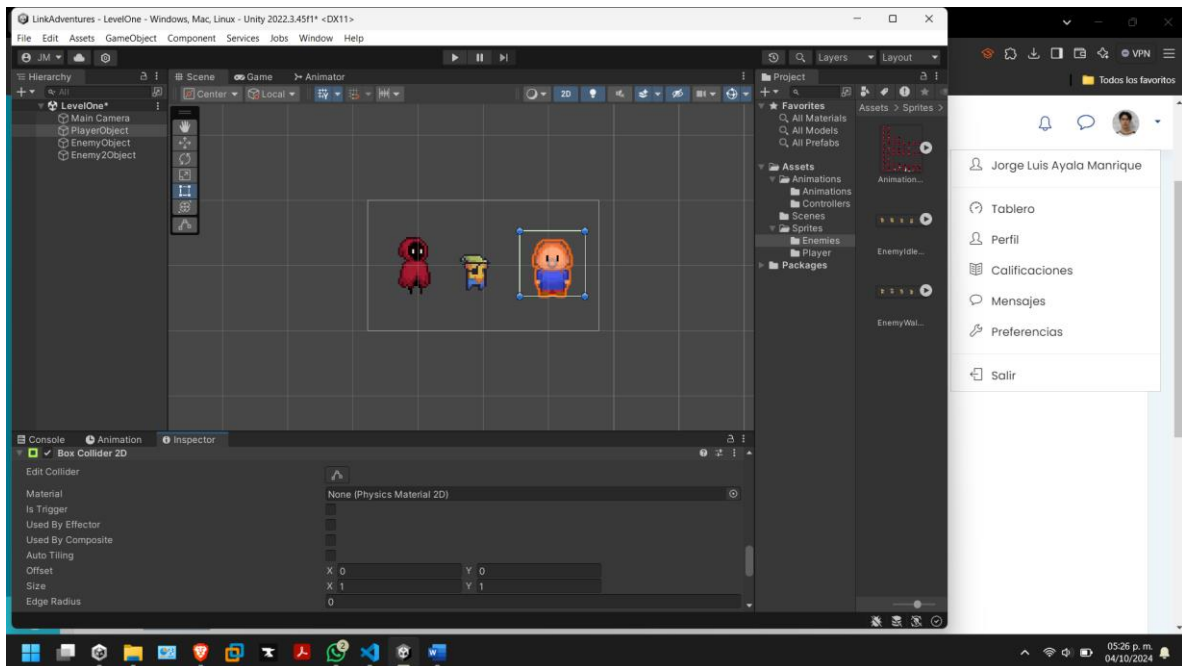 LinkAdventures - LevelOne - Windows, Mac, Linux - Unity 2022.3.45f1* <DX11>
File Edit Assets GameObject Component Services Jobs Window Help
JM
Layers
Layout
VPN
Hierarchy
Scene
Game
Animator
Project
Todos los favoritos
All
Center
Local
2D
LevelOne*
Main Camera
PlayerObject
EnemyObject
Enemy2Object
Favorites
All Materials
All Models
All Prefabs
Assets
Animations
Animations
Controllers
Scenes
Sprites
Enemies
Player
Packages
Assets > Sprites >
Animation...
EnemyIdle...
EnemyWal...
Jorge Luis Ayala Manrique
Tablero
Perfil
Calificaciones
Mensajes
Preferencias
Salir
Console Animation Inspector
Box Collider 2D
Edit Collider
Material None (Physics Material 2D)
Is Trigger
Used By Effector
Used By Composite
Auto Tiling
Offset X 0 Y 0
Size X 1 Y 1
Edge Radius 0
2
05:26 p. m.
04/10/2024